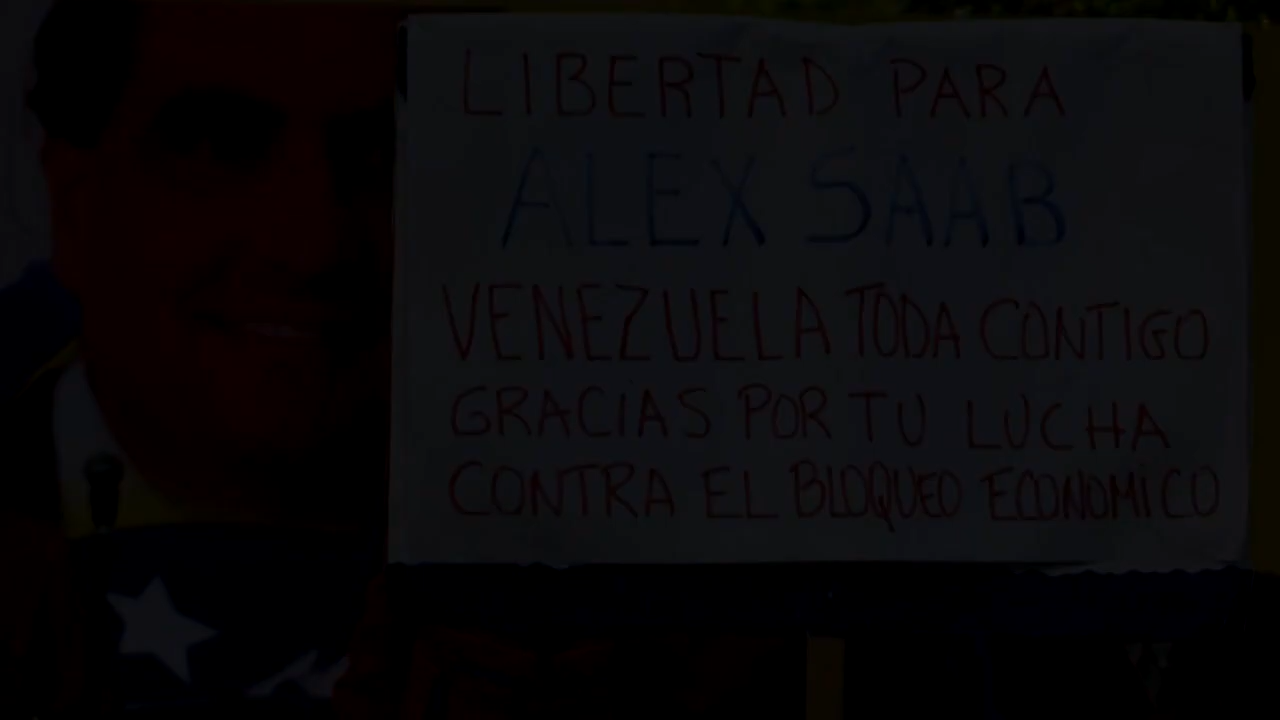 LIBERTAD PARA
ALEX SAAB
VENEZUELA TODA CONTIGO
GRACIAS POR TU LUCHA
CONTRA EL BLOQUEO ECONOMICO